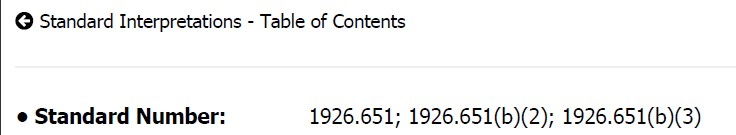 Standard Interpretations - Table of Contents
• Standard Number: 1926.651; 1926.651(b)(2); 1926.651(b)(3)